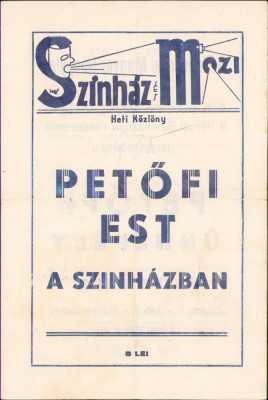 Szinház és Mozi
Heti Közlöny
PETŐFI
EST
A SZINHÁZBAN
5 LEI